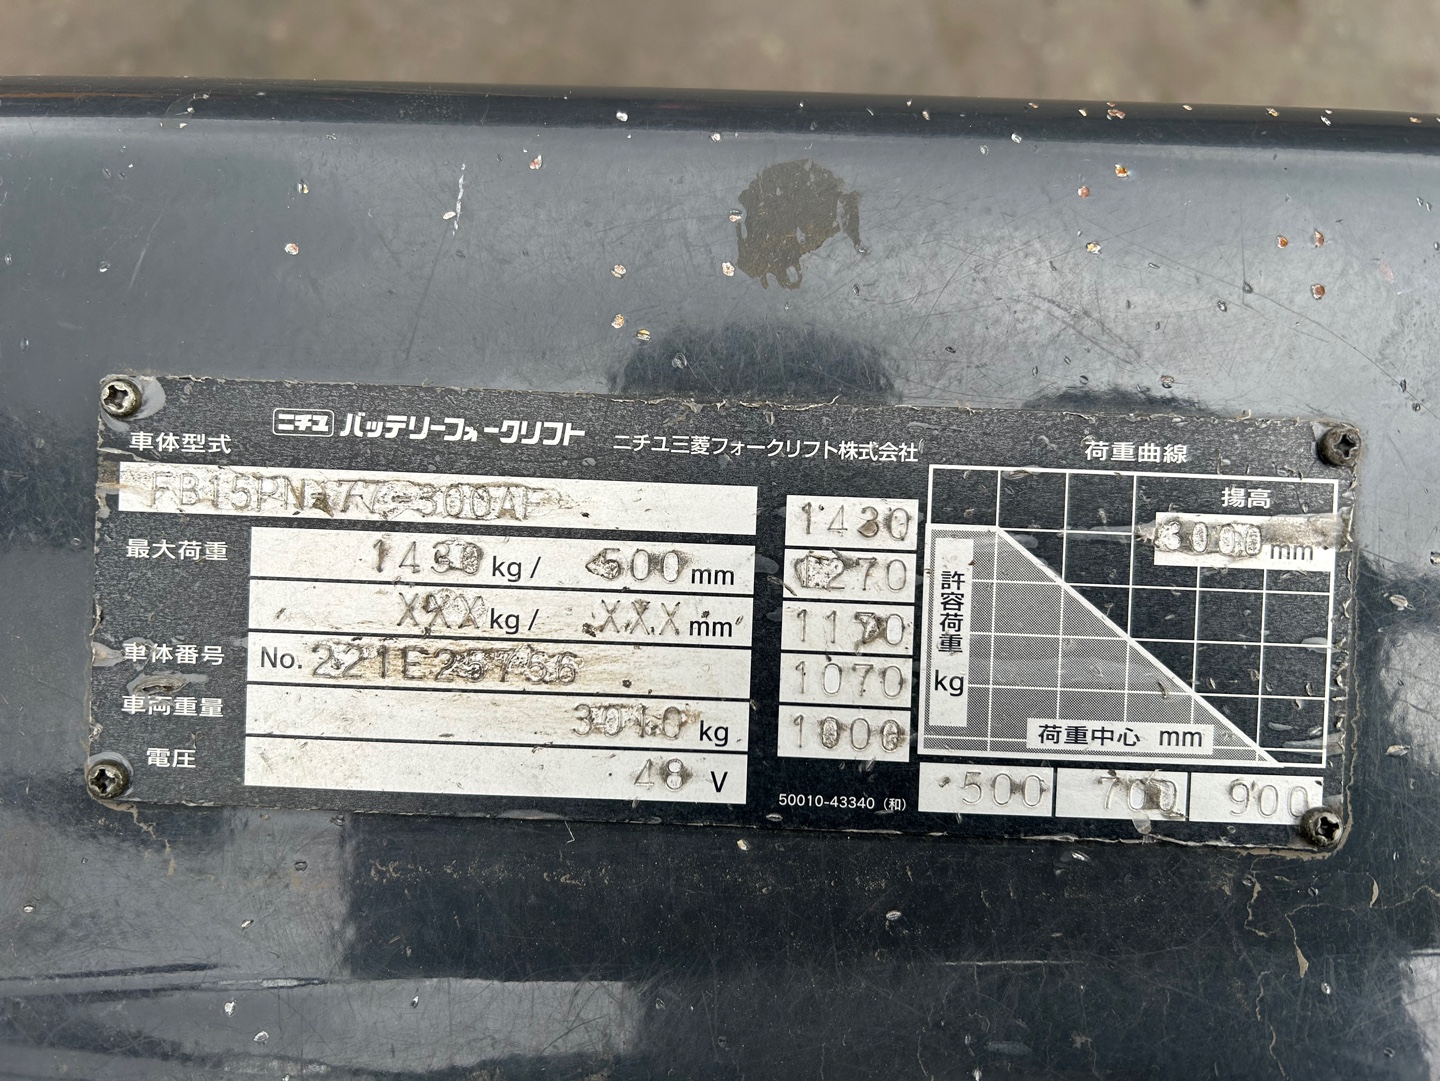 ニチユ バッテリーフォークリフト ニチユ三菱フォークリフト株式会社
車体型式
最大荷重 1430 kg / 500 mm
XXX kg / XXX mm
車体番号 No. 221E25756
車両重量 3010 kg
電圧 48 V
1430
1270
1170
1070
1000
50010-43340 (和)
荷重曲線
揚高
3000 mm
許容荷重 kg
荷重中心 mm
500 700 900